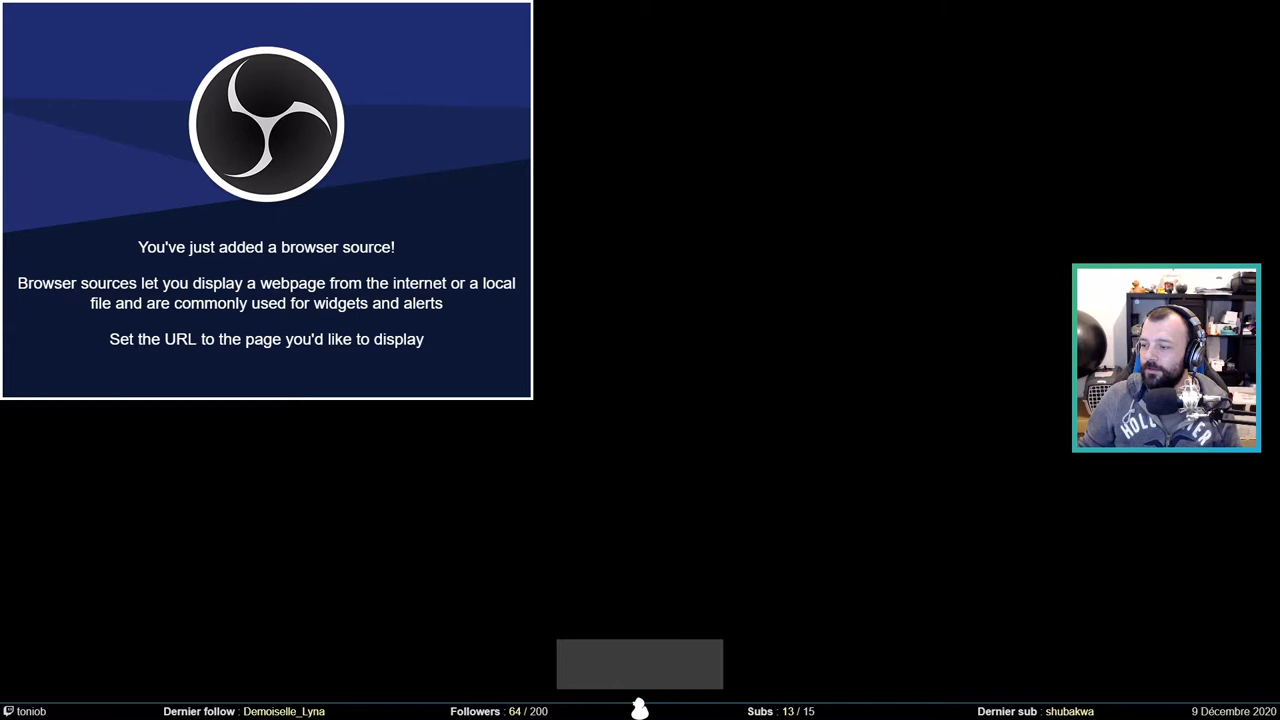 You've just added a browser source!
Browser sources let you display a webpage from the internet or a local
file and are commonly used for widgets and alerts
Set the URL to the page you'd like to display
toniob
Dernier follow : Demoiselle_Lyna
Followers : 64 / 200
Subs : 13 / 15
Dernier sub : shubakwa
9 Décembre 2020